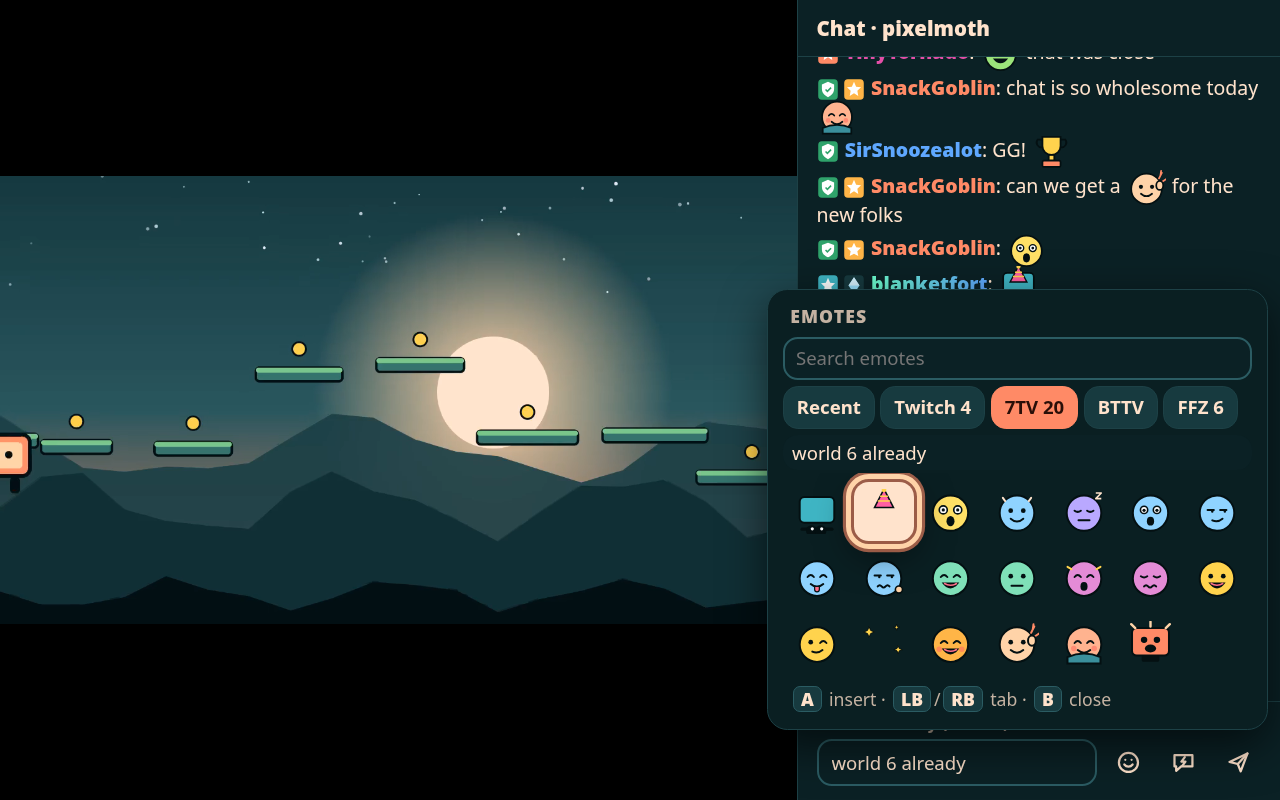 Chat · pixelmoth
that was close
SnackGoblin: chat is so wholesome today
SirSnoozealot: GG!
SnackGoblin: can we get a for the
new folks
SnackGoblin:
blanketfort:
EMOTES
Search emotes
Recent Twitch 4 7TV 20 BTTV FFZ 6
world 6 already
A insert · LB / RB tab · B close
world 6 already